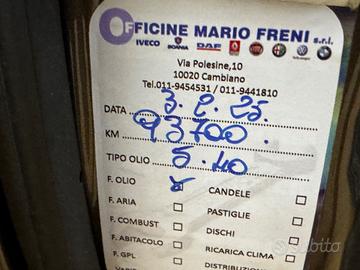 OFFICINE MARIO FRENI s.r.l.
IVECO SCANIA DAF
Via Polesine,10
10020 Cambiano
Tel.011-9454531 / 011-9441810
DATA 3.2.25.
KM 93700
TIPO OLIO 5.40
F. OLIO CANDELE
F. ARIA PASTIGLIE
F. COMBUST DISCHI
F. ABITACOLO RICARICA CLIMA
F. GPL DISTRIBUZIONE
subito